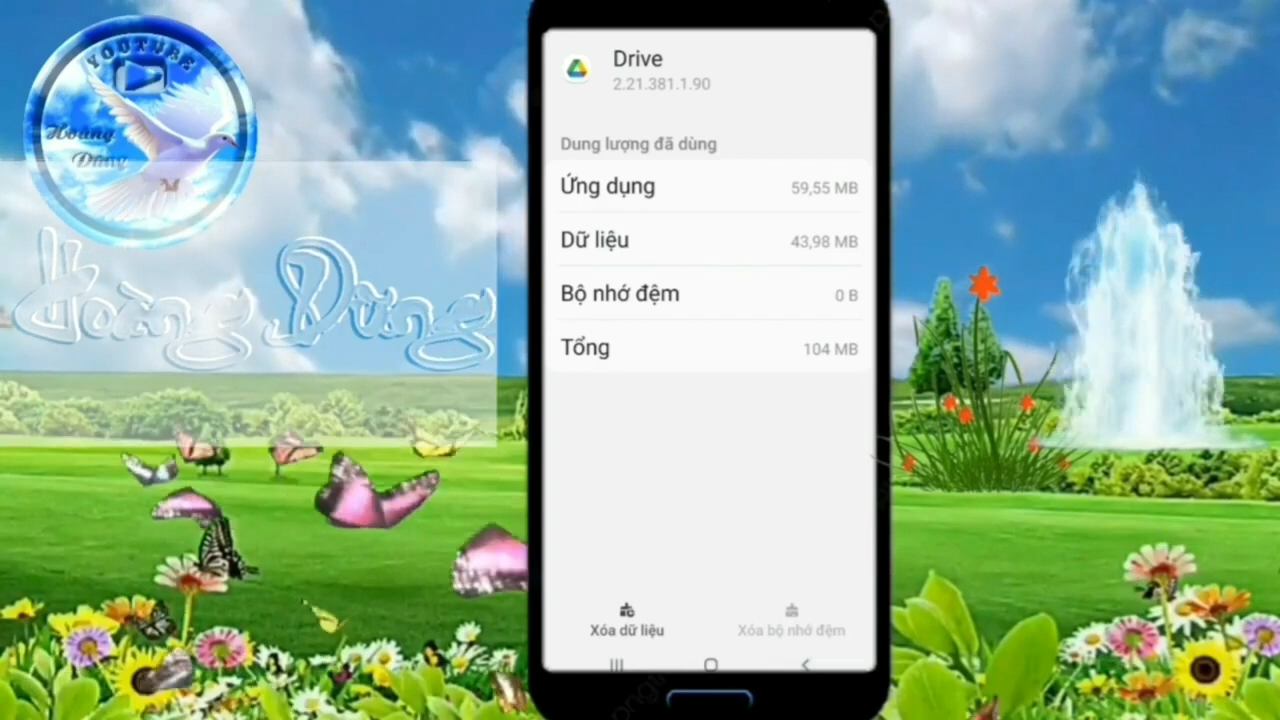 YOUTUBE
Hoàng
Dũng
Hoàng Dũng
Drive
2.21.381.1.90
Dung lượng đã dùng
Ứng dụng 59,55 MB
Dữ liệu 43,98 MB
Bộ nhớ đệm 0 B
Tổng 104 MB
Xóa dữ liệu
Xóa bộ nhớ đệm